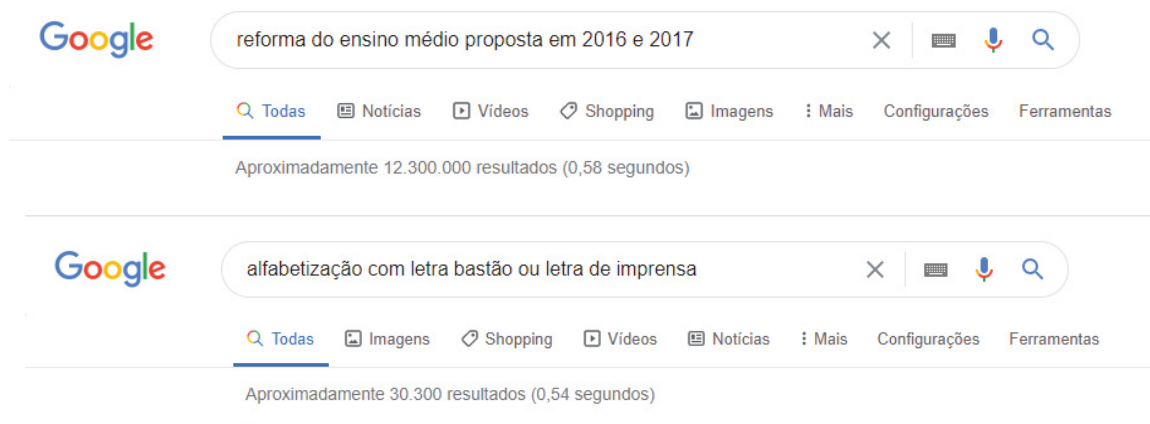 Google reforma do ensino médio proposta em 2016 e 2017
Todas Notícias Vídeos Shopping Imagens Mais Configurações Ferramentas
Aproximadamente 12.300.000 resultados (0,58 segundos)
Google alfabetização com letra bastão ou letra de imprensa
Todas Imagens Shopping Vídeos Notícias Mais Configurações Ferramentas
Aproximadamente 30.300 resultados (0,54 segundos)